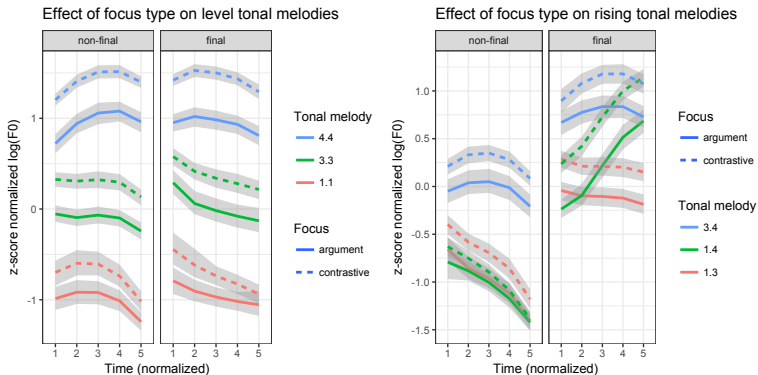 Effect of focus type on level tonal melodies
non-final
final
z-score normalized log(F0)
1
0
-1
1 2 3 4 5
1 2 3 4 5
Time (normalized)
Tonal melody
4.4
3.3
1.1
Focus
argument
contrastive
Effect of focus type on rising tonal melodies
non-final
final
z-score normalized log(F0)
1.0
0.5
0.0
-0.5
-1.0
-1.5
1 2 3 4 5
1 2 3 4 5
Time (normalized)
Focus
argument
contrastive
Tonal melody
3.4
1.4
1.3